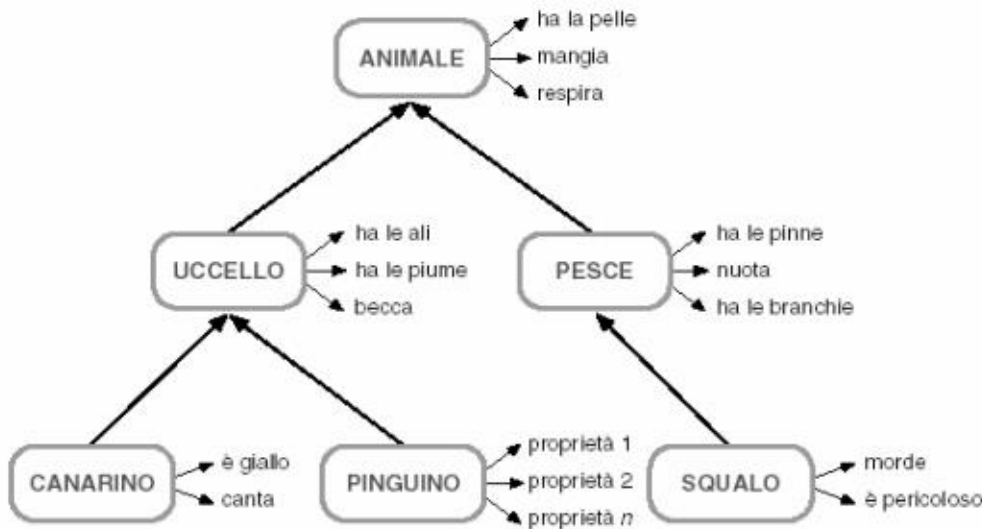 ANIMALE
ha la pelle
mangia
respira
UCCELLO
ha le ali
ha le piume
becca
PESCE
ha le pinne
nuota
ha le branchie
CANARINO
è giallo
canta
PINGUINO
proprietà 1
proprietà 2
proprietà n
SQUALO
morde
è pericoloso